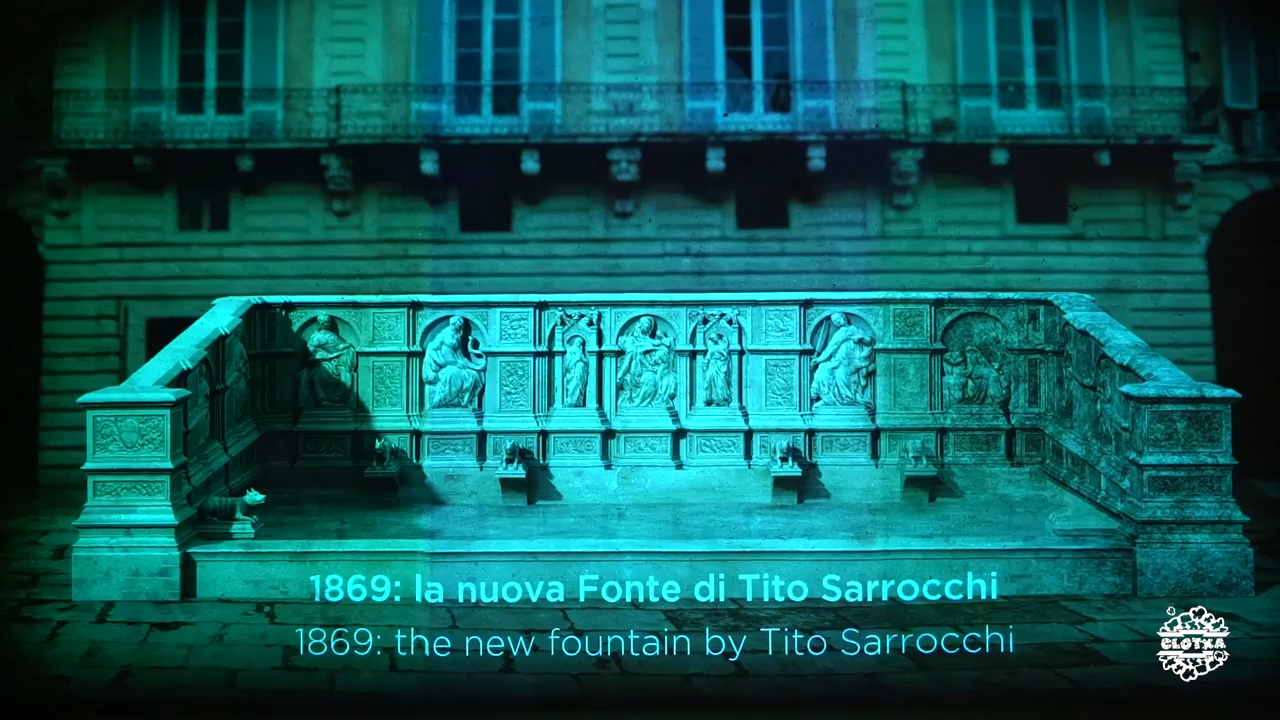 1869: la nuova Fonte di Tito Sarrocchi
1869: the new fountain by Tito Sarrocchi
CLOTXA